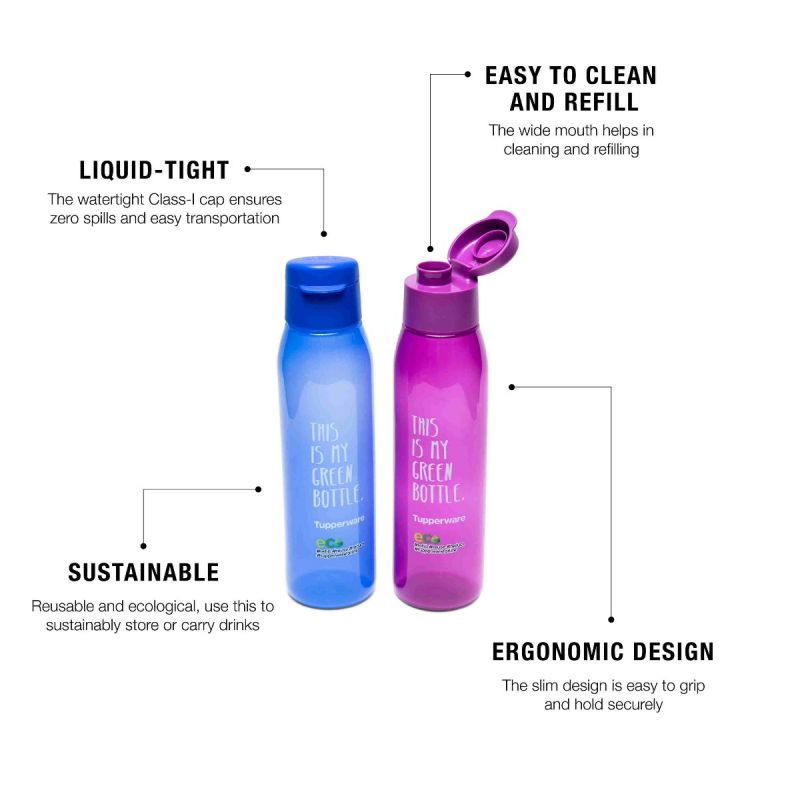 EASY TO CLEAN
AND REFILL
The wide mouth helps in
cleaning and refilling
LIQUID-TIGHT
The watertight Class-I cap ensures
zero spills and easy transportation
THIS
IS MY
GREEN
BOTTLE.
Tupperware
eco
THIS
IS MY
GREEN
BOTTLE.
Tupperware
eco
SUSTAINABLE
Reusable and ecological, use this to
sustainably store or carry drinks
ERGONOMIC DESIGN
The slim design is easy to grip
and hold securely